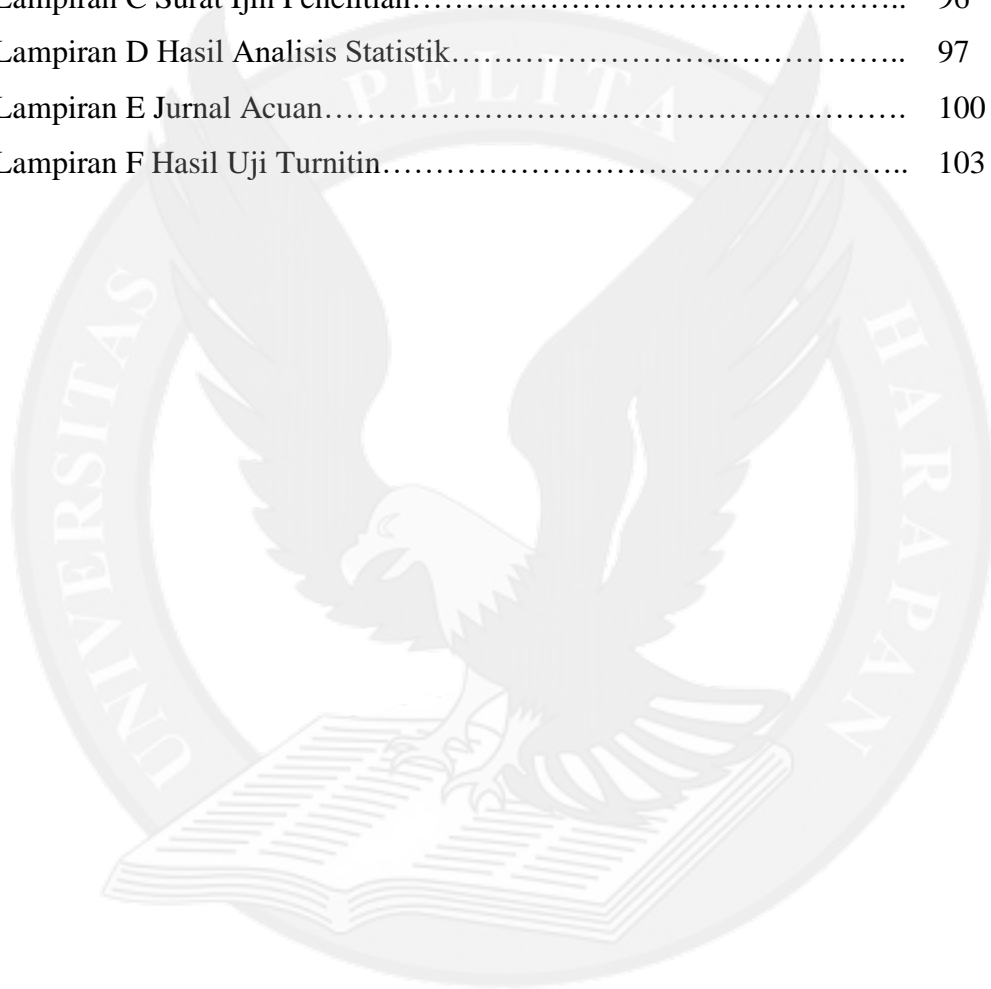 Lampiran C Surat Ijin Penelitian……………………………………….. 96
Lampiran D Hasil Analisis Statistik……………………...…………….. 97
Lampiran E Jurnal Acuan………………………………………………. 100
Lampiran F Hasil Uji Turnitin………………………………………….. 103
UNIVERSITAS PELITA HARAPAN